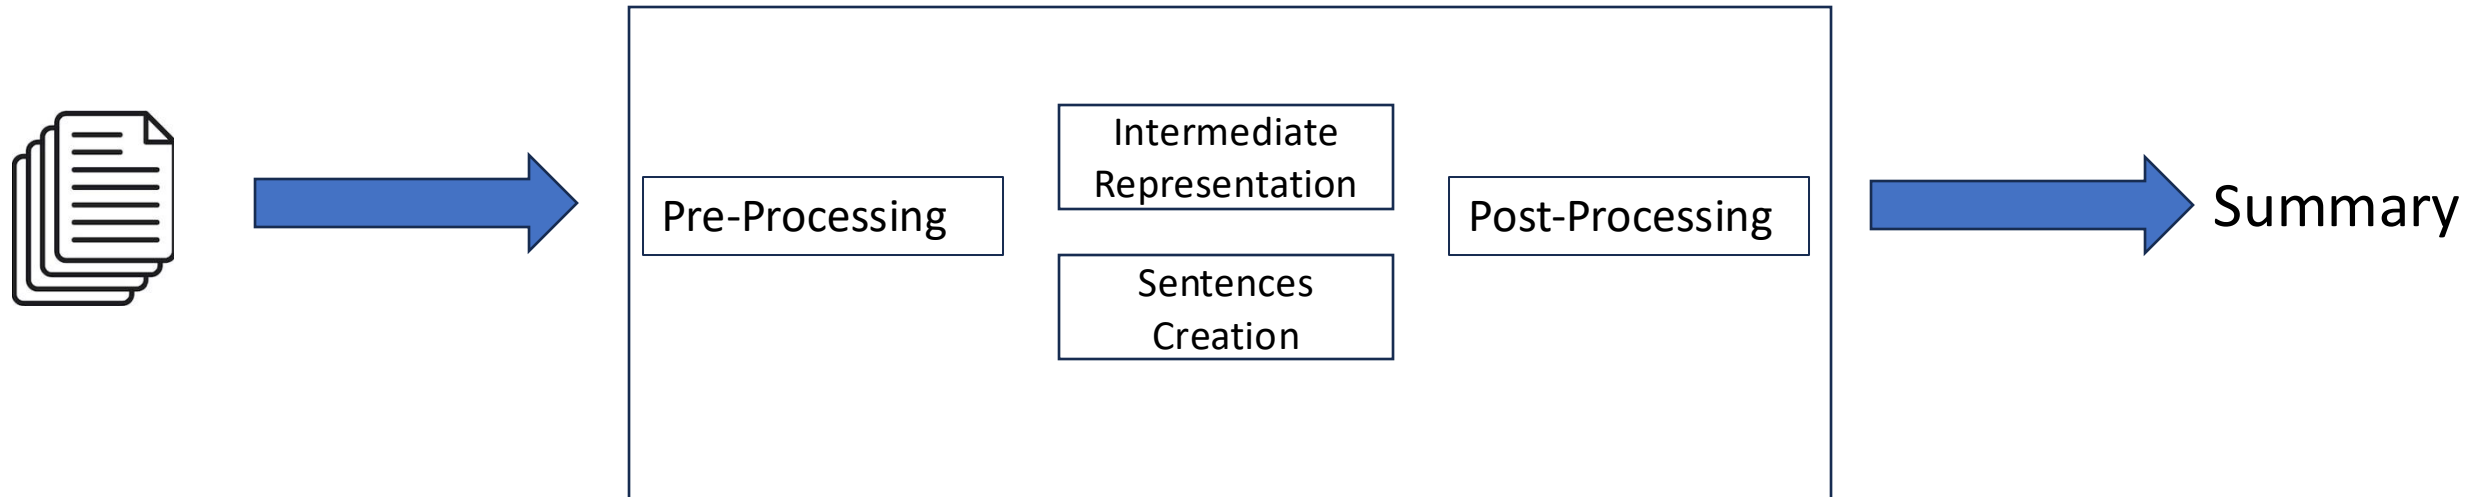 Pre-Processing
Intermediate
Representation
Sentences
Creation
Post-Processing
Summary